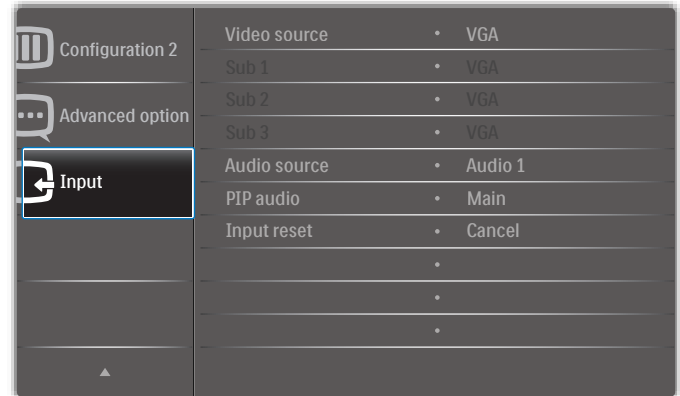 Configuration 2
Advanced option
Input
Video source • VGA
Sub 1 • VGA
Sub 2 • VGA
Sub 3 • VGA
Audio source • Audio 1
PIP audio • Main
Input reset • Cancel
•
•
•